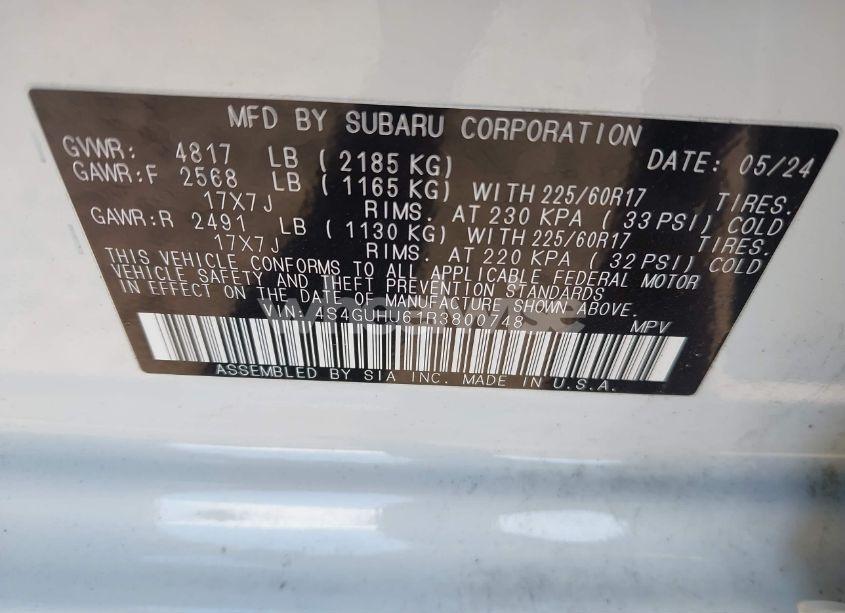 MFD BY SUBARU CORPORATION
GVWR: 4817 LB ( 2185 KG) DATE: 05/24
GAWR:F 2568 LB ( 1165 KG) WITH 225/60R17 TIRES.
17X7J RIMS. AT 230 KPA ( 33 PSI) COLD
GAWR:R 2491 LB ( 1130 KG) WITH 225/60R17 TIRES.
17X7J RIMS. AT 220 KPA ( 32 PSI) COLD
THIS VEHICLE CONFORMS TO ALL APPLICABLE FEDERAL MOTOR
VEHICLE SAFETY AND THEFT PREVENTION STANDARDS
IN EFFECT ON THE DATE OF MANUFACTURE SHOWN ABOVE.
VIN: 4S4GUHU61R3800748 MPV
ASSEMBLED BY SIA INC. MADE IN U.S.A.